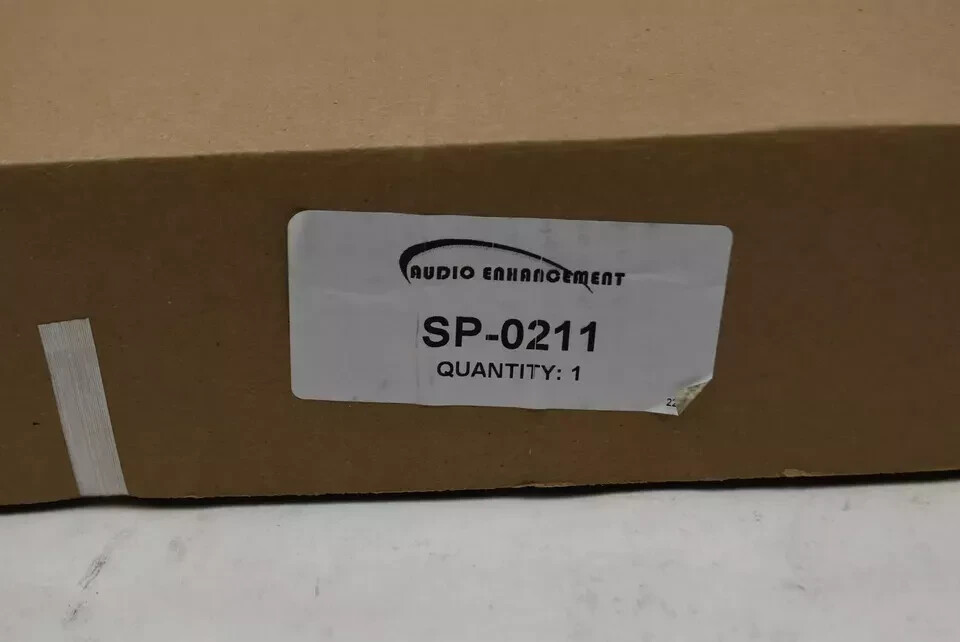 AUDIO ENHANCEMENT
SP-0211
QUANTITY: 1